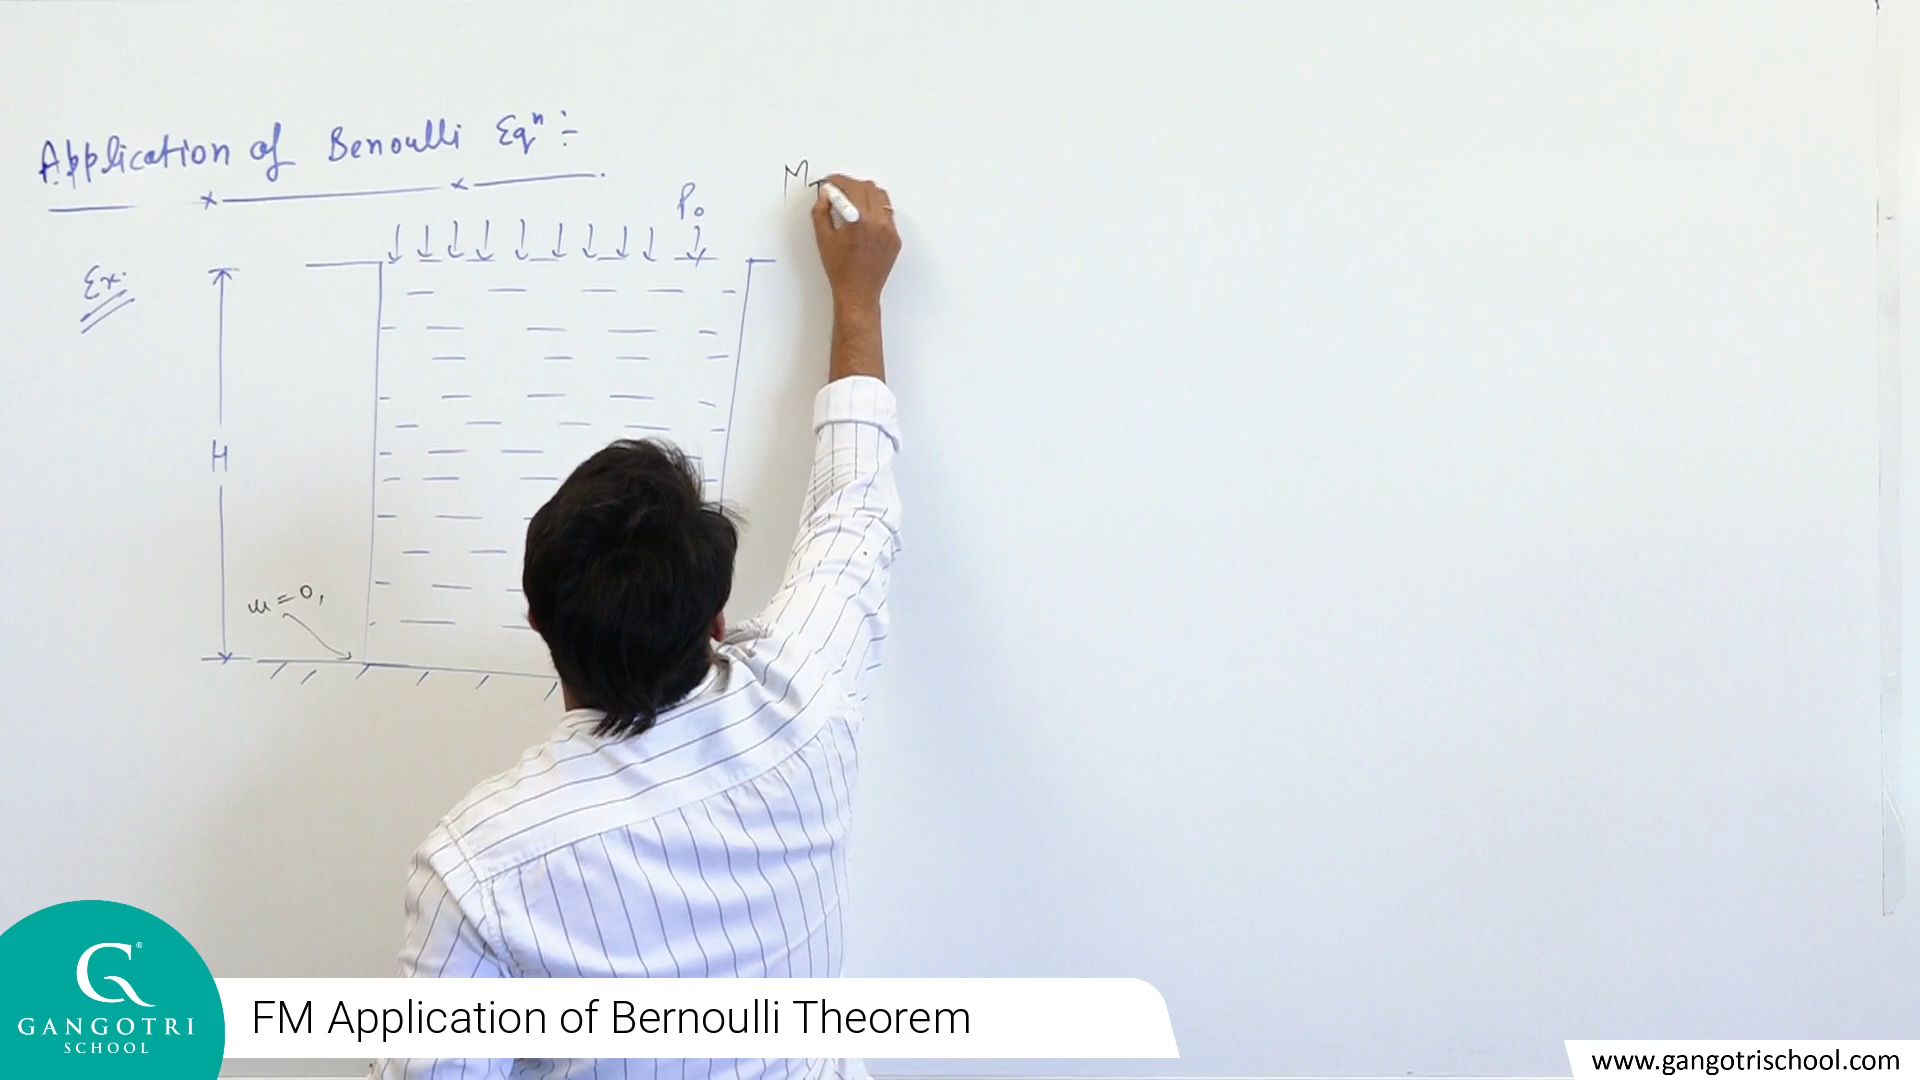 Application of Benoulli Eqⁿ :-
P₀
Ex.
H
μ = 0,
M
G®
GANGOTRI
SCHOOL
FM Application of Bernoulli Theorem
www.gangotrischool.com